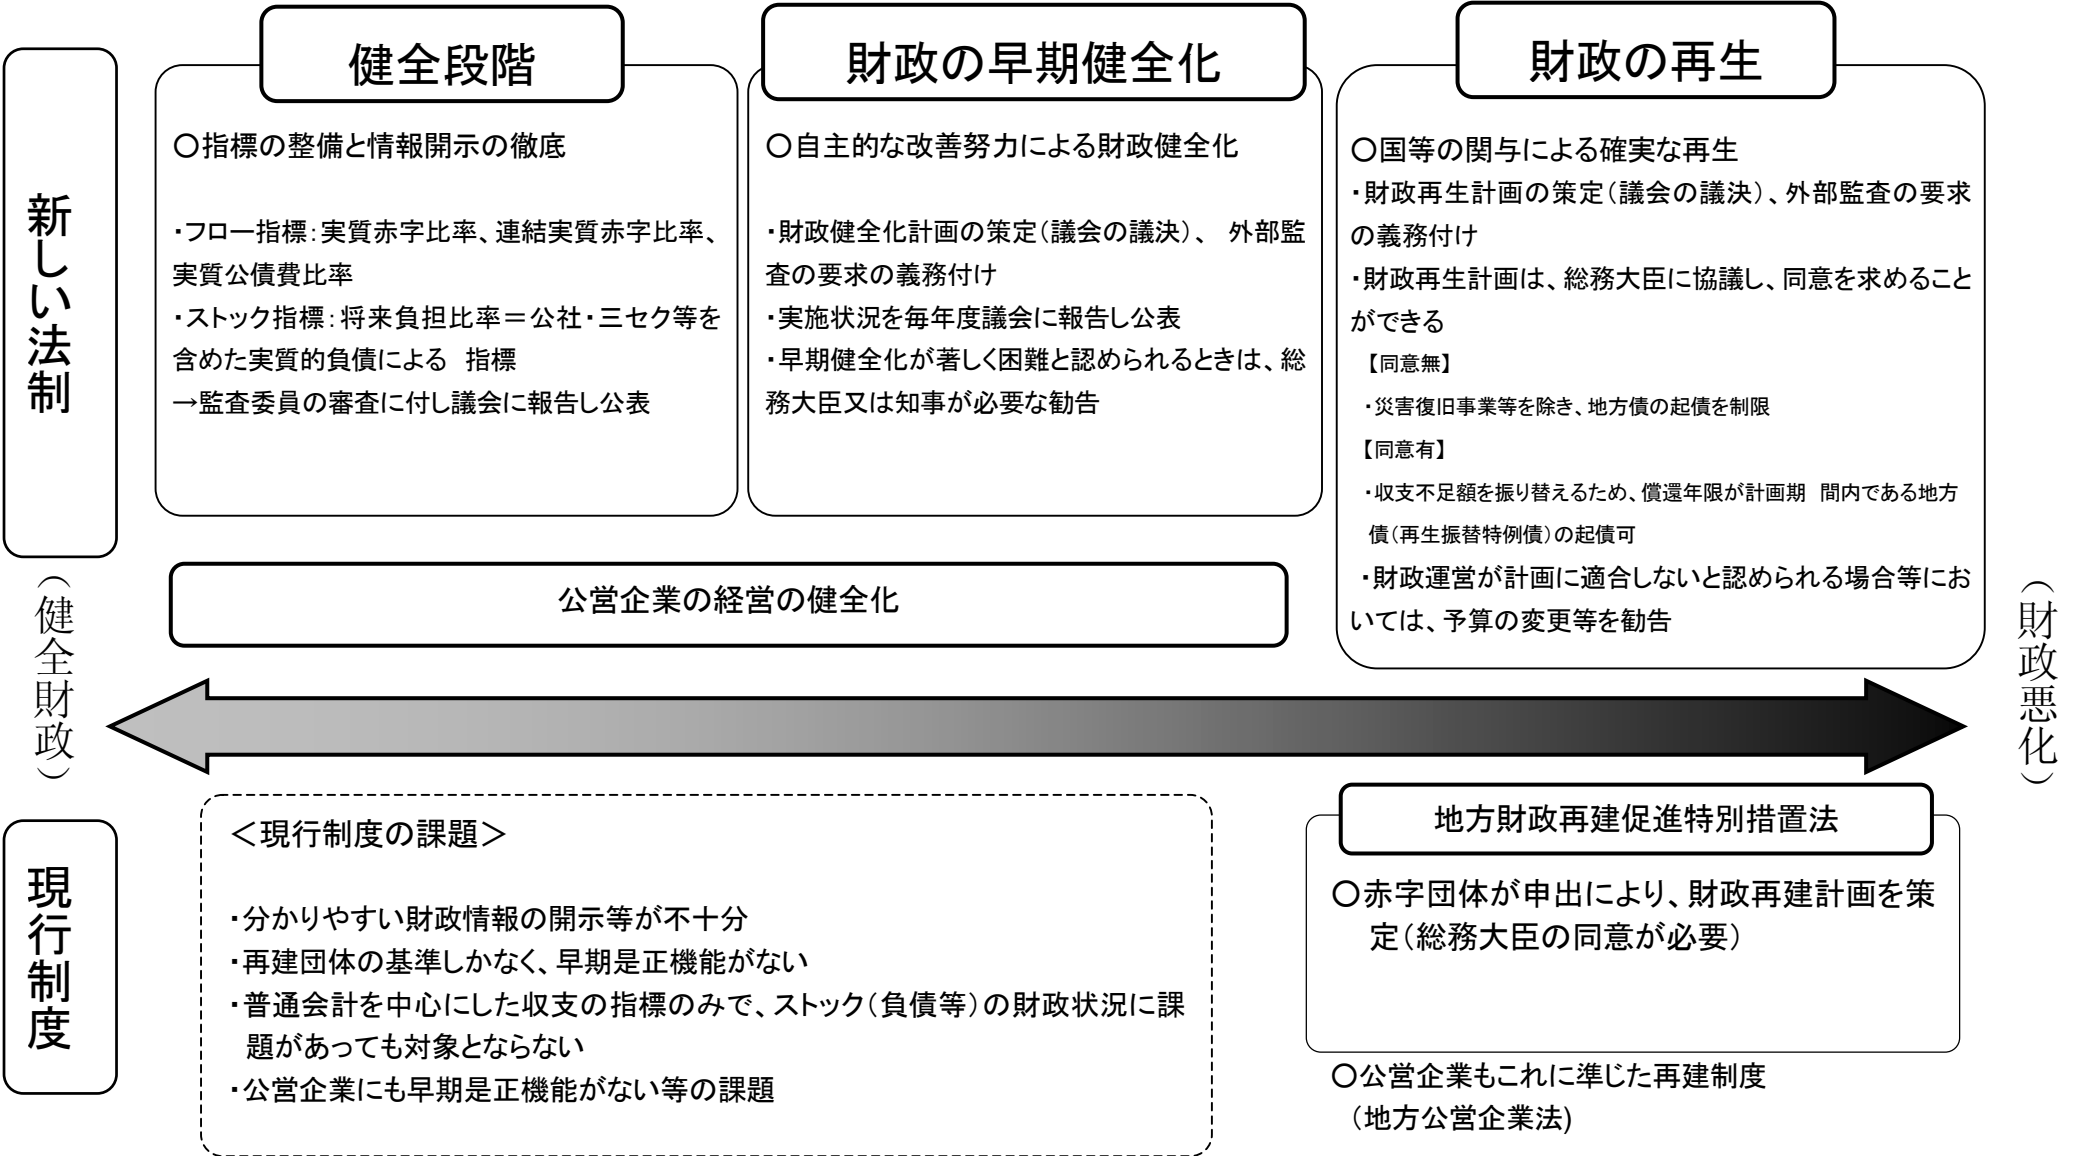 新しい法制
健全段階
〇指標の整備と情報開示の徹底
・フロー指標：実質赤字比率、連結実質赤字比率、
実質公債費比率
・ストック指標：将来負担比率＝公社・三セク等を
含めた実質的負債による　指標
→監査委員の審査に付し議会に報告し公表
財政の早期健全化
〇自主的な改善努力による財政健全化
・財政健全化計画の策定（議会の議決）、　外部監
査の要求の義務付け
・実施状況を毎年度議会に報告し公表
・早期健全化が著しく困難と認められるときは、総
務大臣又は知事が必要な勧告
財政の再生
〇国等の関与による確実な再生
・財政再生計画の策定（議会の議決）、外部監査の要求
の義務付け
・財政再生計画は、総務大臣に協議し、同意を求めること
ができる
【同意無】
・災害復旧事業等を除き、地方債の起債を制限
【同意有】
・収支不足額を振り替えるため、償還年限が計画期　間内である地方
債（再生振替特例債）の起債可
・財政運営が計画に適合しないと認められる場合等にお
いては、予算の変更等を勧告
公営企業の経営の健全化
（健全財政）
（財政悪化）
現行制度
＜現行制度の課題＞
・分かりやすい財政情報の開示等が不十分
・再建団体の基準しかなく、早期是正機能がない
・普通会計を中心にした収支の指標のみで、ストック（負債等）の財政状況に課
題があっても対象とならない
・公営企業にも早期是正機能がない等の課題
地方財政再建促進特別措置法
〇赤字団体が申出により、財政再建計画を策
定（総務大臣の同意が必要）
〇公営企業もこれに準じた再建制度
（地方公営企業法)